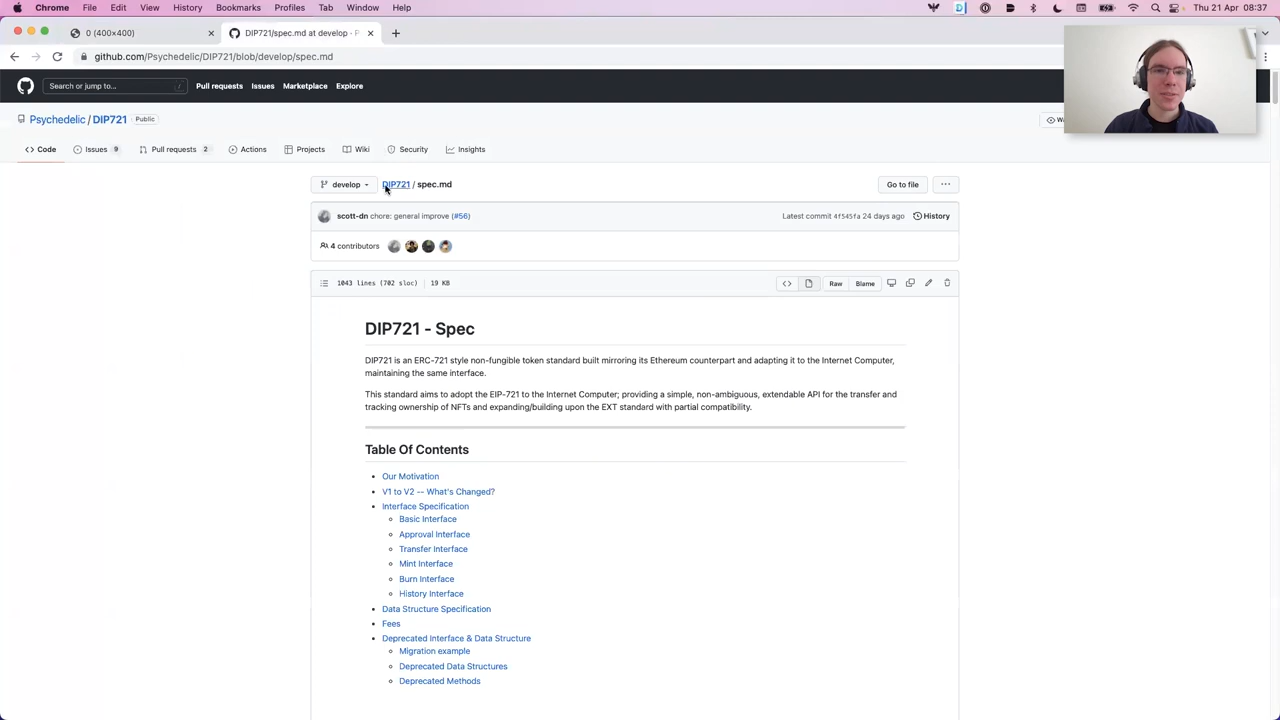 Chrome File Edit View History Bookmarks Profiles Tab Window Help Thu 21 Apr 08:37
0 (400×400) DIP721/spec.md at develop · P
github.com/Psychedelic/DIP721/blob/develop/spec.md
Search or jump to... / Pull requests Issues Marketplace Explore
Psychedelic / DIP721 Public
Code Issues 9 Pull requests 2 Actions Projects Wiki Security Insights
develop DIP721 / spec.md Go to file ...
scott-dn chore: general improve (#56) Latest commit 4f545fa 24 days ago History
4 contributors
1043 lines (702 sloc) 19 KB Raw Blame
DIP721 - Spec
DIP721 is an ERC-721 style non-fungible token standard built mirroring its Ethereum counterpart and adapting it to the Internet Computer,
maintaining the same interface.
This standard aims to adopt the EIP-721 to the Internet Computer; providing a simple, non-ambiguous, extendable API for the transfer and
tracking ownership of NFTs and expanding/building upon the EXT standard with partial compatibility.
Table Of Contents
Our Motivation
V1 to V2 -- What's Changed?
Interface Specification
Basic Interface
Approval Interface
Transfer Interface
Mint Interface
Burn Interface
History Interface
Data Structure Specification
Fees
Deprecated Interface & Data Structure
Migration example
Deprecated Data Structures
Deprecated Methods